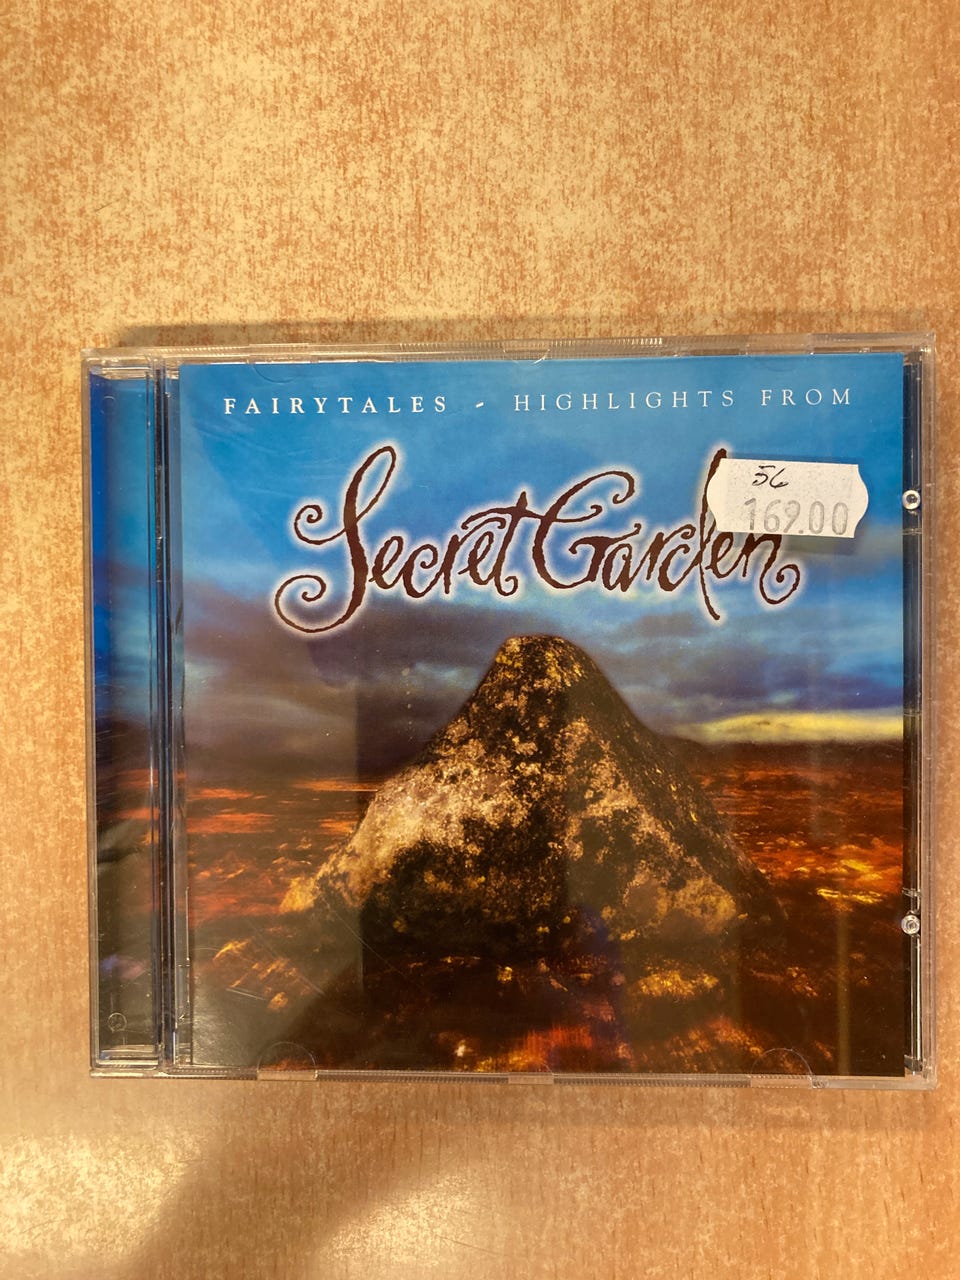 FAIRYTALES - HIGHLIGHTS FROM
Secret Garden
56
169.00